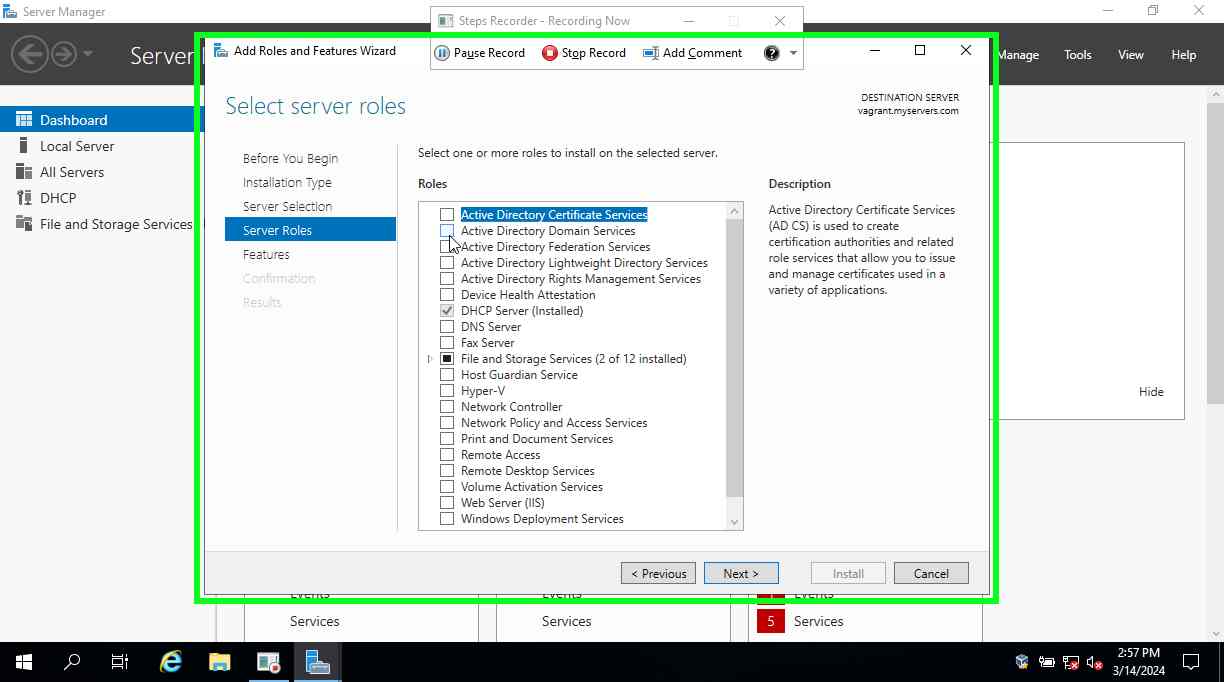 Server Manager
Steps Recorder - Recording Now
Pause Record
Stop Record
Add Comment
Server
Manage
Tools
View
Help
Add Roles and Features Wizard
Select server roles
DESTINATION SERVER
vagrant.myservers.com
Dashboard
Local Server
All Servers
DHCP
File and Storage Services
Before You Begin
Installation Type
Server Selection
Server Roles
Features
Confirmation
Results
Select one or more roles to install on the selected server.
Roles
Active Directory Certificate Services
Active Directory Domain Services
Active Directory Federation Services
Active Directory Lightweight Directory Services
Active Directory Rights Management Services
Device Health Attestation
DHCP Server (Installed)
DNS Server
Fax Server
File and Storage Services (2 of 12 installed)
Host Guardian Service
Hyper-V
Network Controller
Network Policy and Access Services
Print and Document Services
Remote Access
Remote Desktop Services
Volume Activation Services
Web Server (IIS)
Windows Deployment Services
Description
Active Directory Certificate Services
(AD CS) is used to create
certification authorities and related
role services that allow you to issue
and manage certificates used in a
variety of applications.
Hide
< Previous
Next >
Install
Cancel
Events
Events
Events
Services
Services
5 Services
2:57 PM
3/14/2024